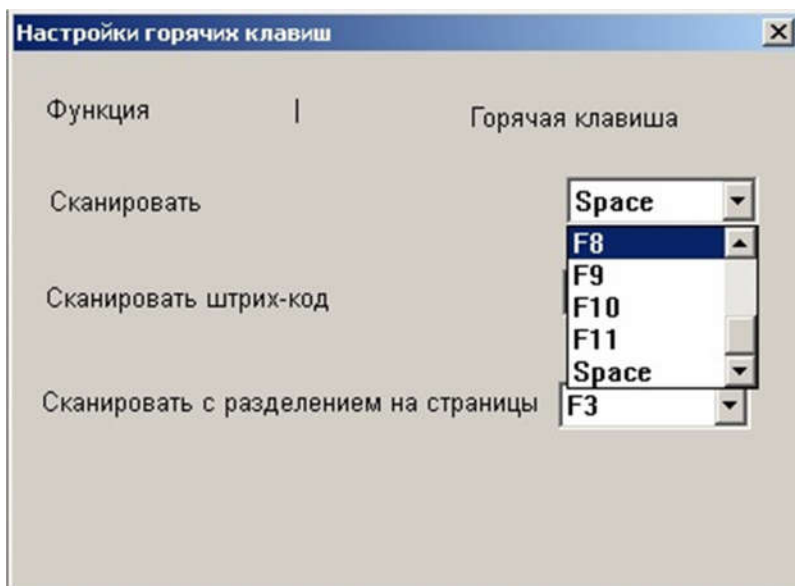 Настройки горячих клавиш
Функция
Горячая клавиша
Сканировать
Space
F8
F9
F10
F11
Space
Сканировать штрих-код
Сканировать с разделением на страницы
F3